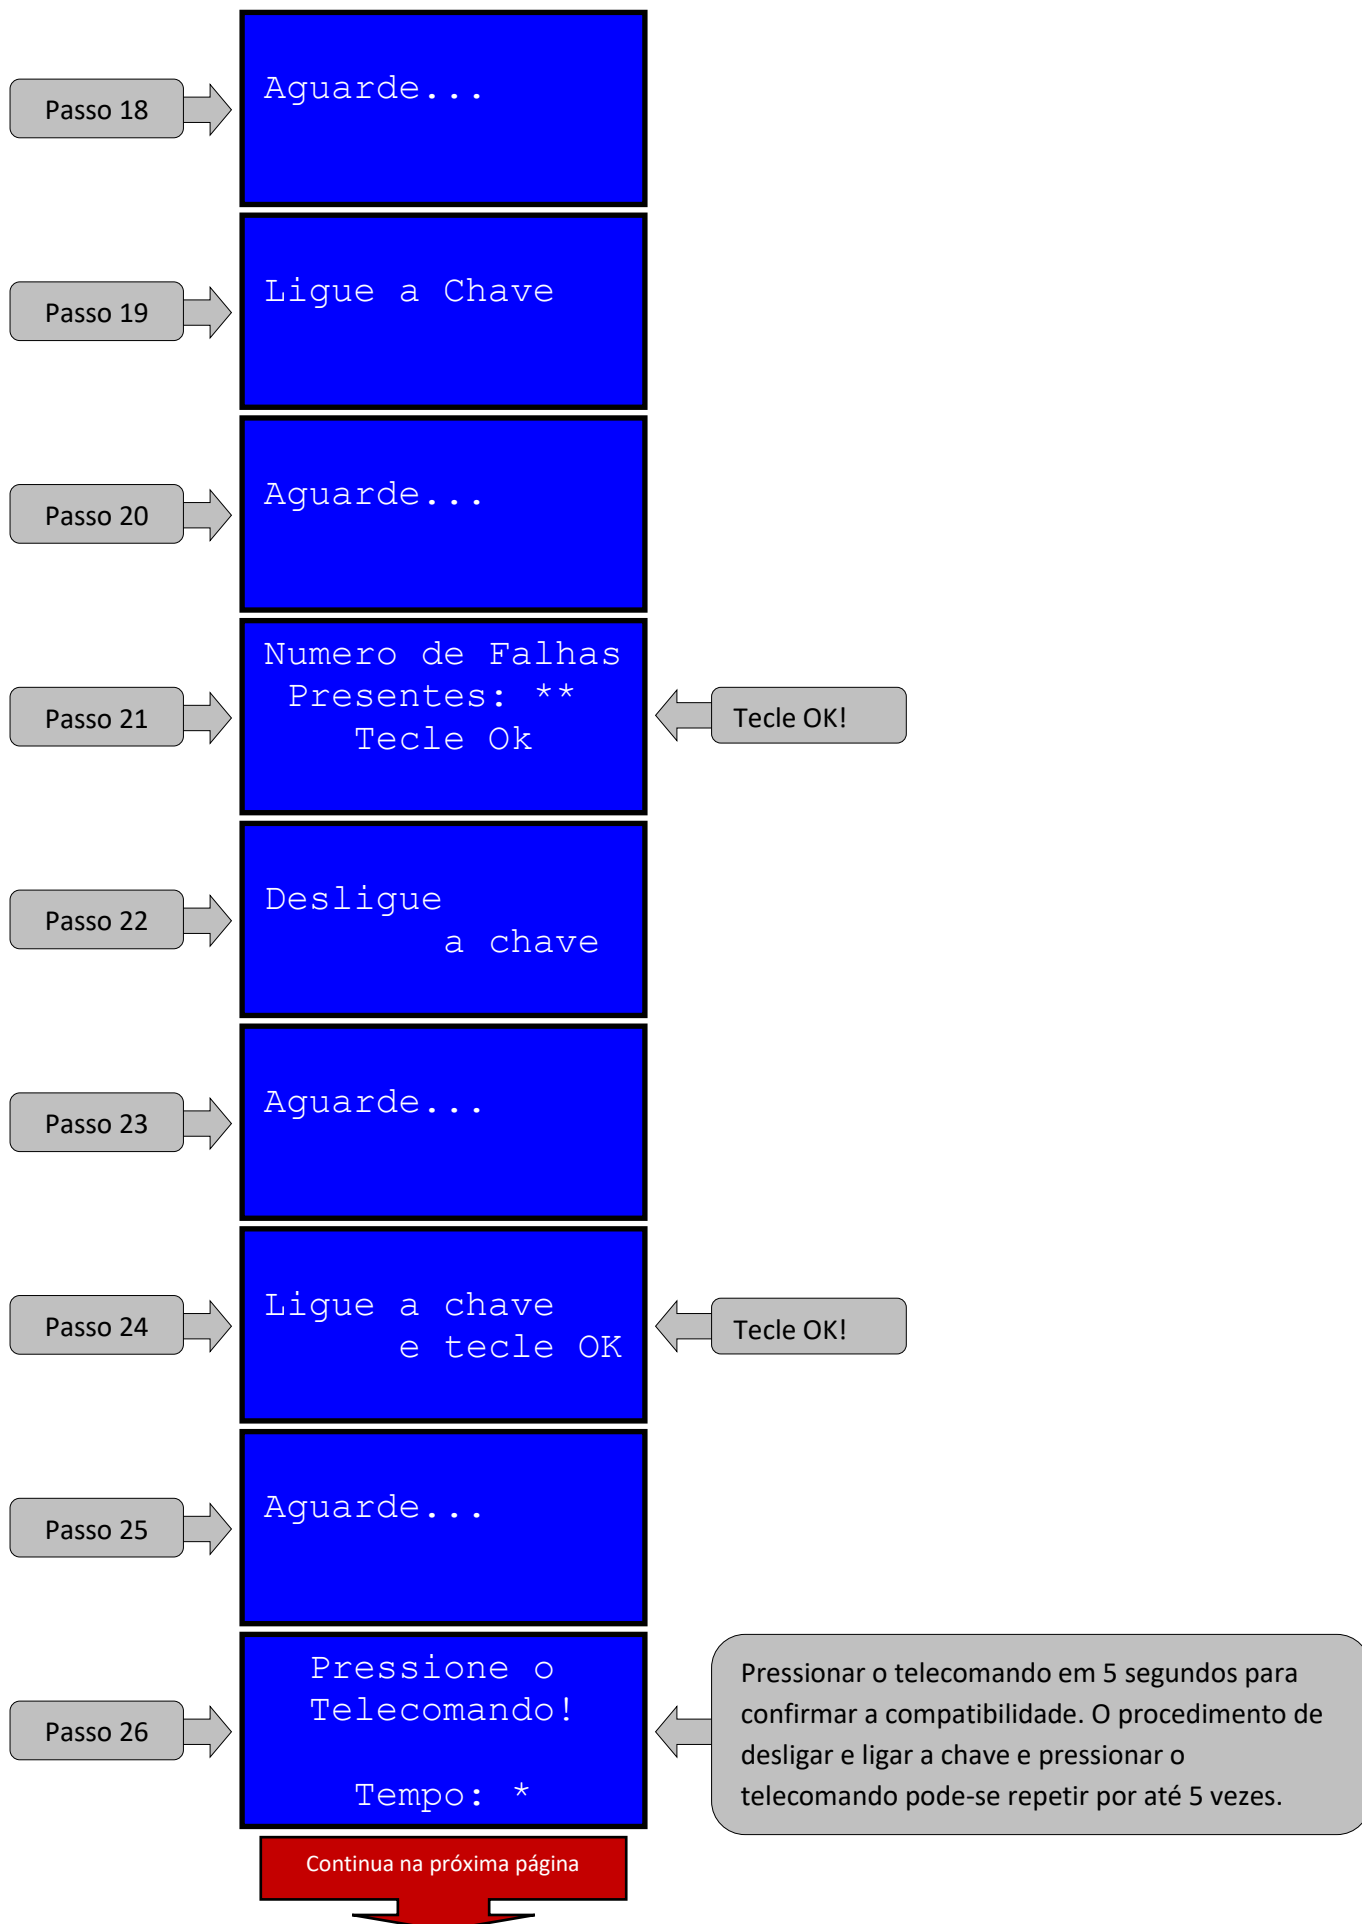 Passo 18
Aguarde...
Passo 19
Ligue a Chave
Passo 20
Aguarde...
Passo 21
Numero de Falhas
Presentes: **
Tecle Ok
Tecle OK!
Passo 22
Desligue
a chave
Passo 23
Aguarde...
Passo 24
Ligue a chave
e tecle OK
Tecle OK!
Passo 25
Aguarde...
Passo 26
Pressione o
Telecomando!
Tempo: *
Pressionar o telecomando em 5 segundos para
confirmar a compatibilidade. O procedimento de
desligar e ligar a chave e pressionar o
telecomando pode-se repetir por até 5 vezes.
Continua na próxima página